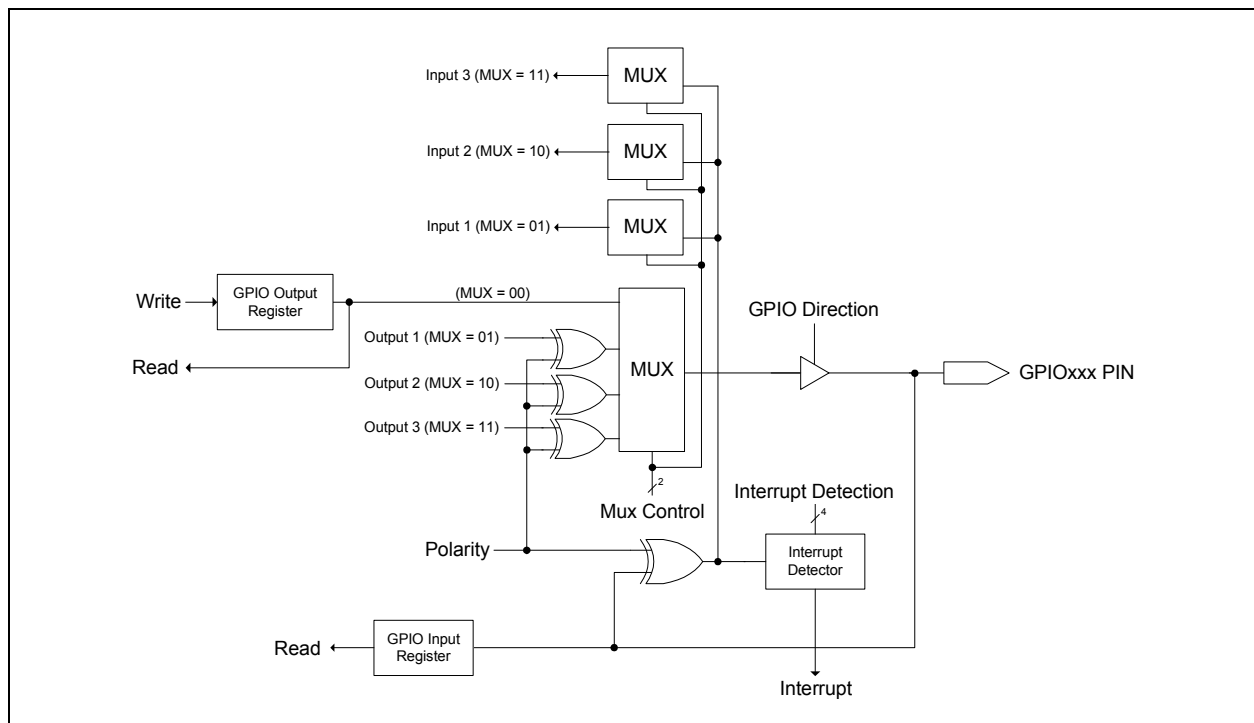 Input 3 (MUX = 11)
MUX
Input 2 (MUX = 10)
MUX
Input 1 (MUX = 01)
MUX
Write
GPIO Output
Register
(MUX = 00)
GPIO Direction
Read
Output 1 (MUX = 01)
Output 2 (MUX = 10)
Output 3 (MUX = 11)
MUX
GPIOxxx PIN
2
Mux Control
Interrupt Detection
4
Polarity
Interrupt
Detector
Read
GPIO Input
Register
Interrupt